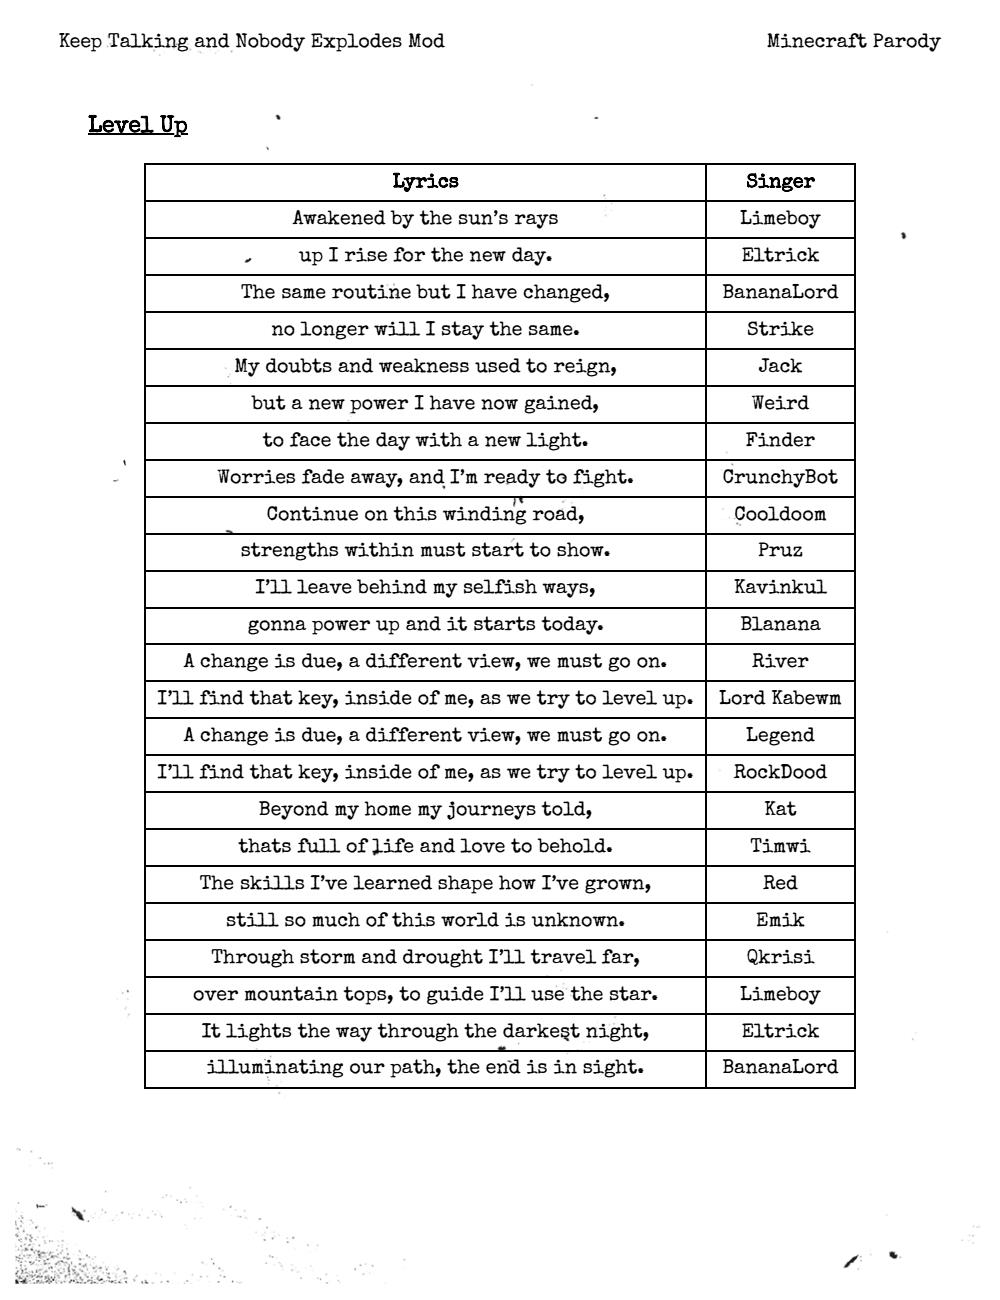 Keep Talking and Nobody Explodes Mod Minecraft Parody
Level Up
Lyrics Singer
Awakened by the sun's rays Limeboy
up I rise for the new day. Eltrick
The same routine but I have changed, BananaLord
no longer will I stay the same. Strike
My doubts and weakness used to reign, Jack
but a new power I have now gained, Weird
to face the day with a new light. Finder
Worries fade away, and I'm ready to fight. CrunchyBot
Continue on this winding road, Cooldoom
strengths within must start to show. Pruz
I'll leave behind my selfish ways, Kavinkul
gonna power up and it starts today. Blanana
A change is due, a different view, we must go on. River
I'll find that key, inside of me, as we try to level up. Lord Kabewm
A change is due, a different view, we must go on. Legend
I'll find that key, inside of me, as we try to level up. RockDood
Beyond my home my journeys told, Kat
thats full of life and love to behold. Timwi
The skills I've learned shape how I've grown, Red
still so much of this world is unknown. Emik
Through storm and drought I'll travel far, Qkrisi
over mountain tops, to guide I'll use the star. Limeboy
It lights the way through the darkest night, Eltrick
illuminating our path, the end is in sight. BananaLord